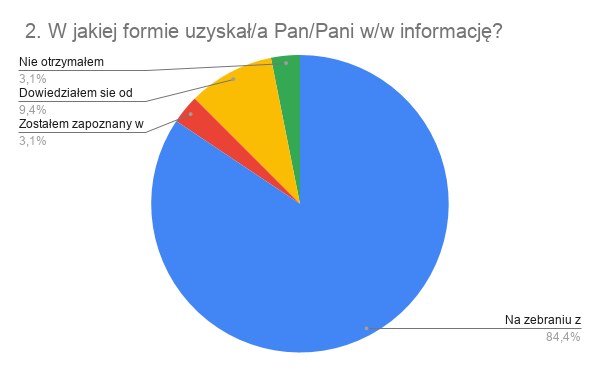 2. W jakiej formie uzyskał/a Pan/Pani w/w informację?
Nie otrzymałem
3,1%
Dowiedziałem sie od
9,4%
Zostałem zapoznany w
3,1%
Na zebraniu z
84,4%